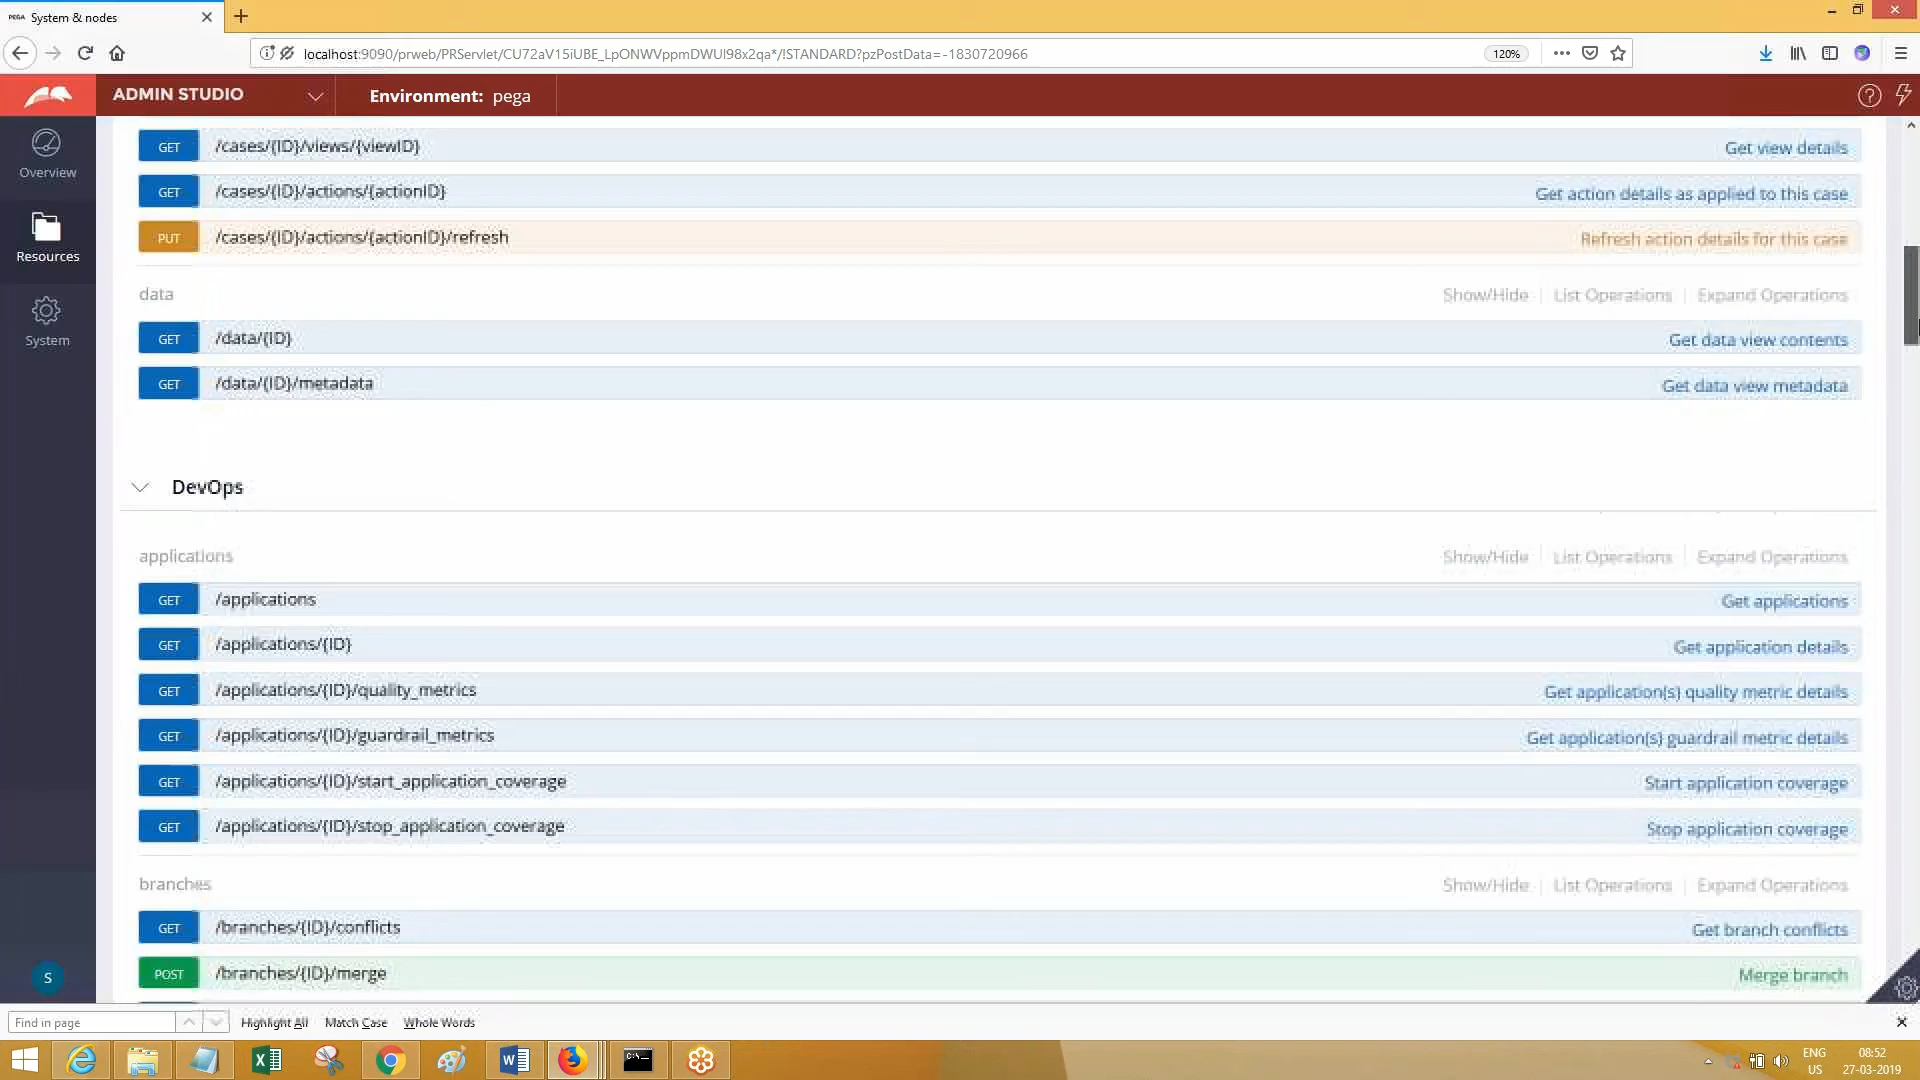 PEGA System & nodes
localhost:9090/prweb/PRServlet/CU72aV15iUBE_LpONWVppmDWUl98x2qa*/!STANDARD?pzPostData=-1830720966
120%
ADMIN STUDIO
Environment: pega
Overview
Resources
System
S
GET /cases/{ID}/views/{viewID} Get view details
GET /cases/{ID}/actions/{actionID} Get action details as applied to this case
PUT /cases/{ID}/actions/{actionID}/refresh Refresh action details for this case
data Show/Hide List Operations Expand Operations
GET /data/{ID} Get data view contents
GET /data/{ID}/metadata Get data view metadata
DevOps
applications Show/Hide List Operations Expand Operations
GET /applications Get applications
GET /applications/{ID} Get application details
GET /applications/{ID}/quality_metrics Get application(s) quality metric details
GET /applications/{ID}/guardrail_metrics Get application(s) guardrail metric details
GET /applications/{ID}/start_application_coverage Start application coverage
GET /applications/{ID}/stop_application_coverage Stop application coverage
branches Show/Hide List Operations Expand Operations
GET /branches/{ID}/conflicts Get branch conflicts
POST /branches/{ID}/merge Merge branch
Find in page Highlight All Match Case Whole Words
ENG 08:52
US 27-03-2019